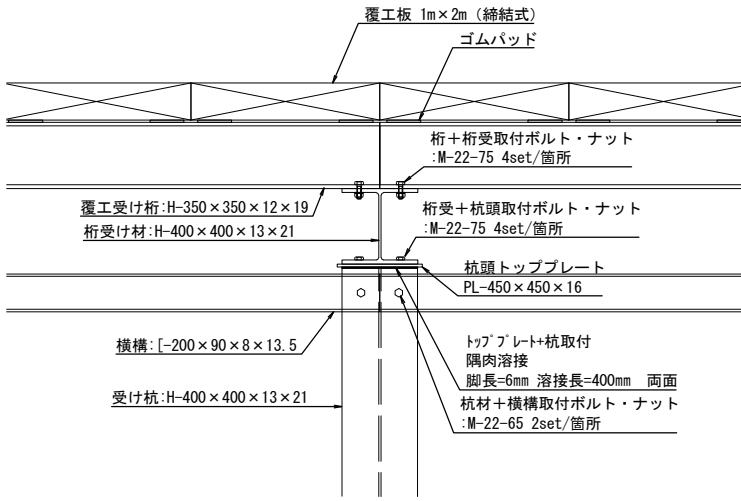 覆工板 1m×2m（締結式）
ゴムパッド
桁＋桁受取付ボルト・ナット
:M-22-75 4set/箇所
覆工受け桁:H-350×350×12×19
桁受け材:H-400×400×13×21
桁受＋杭頭取付ボルト・ナット
:M-22-75 4set/箇所
杭頭トッププレート
PL-450×450×16
横構:[-200×90×8×13.5
ﾄｯﾌﾟﾌﾟﾚｰﾄ+杭取付
隅肉溶接
脚長=6mm 溶接長=400mm 両面
受け杭:H-400×400×13×21
杭材＋横構取付ボルト・ナット
:M-22-65 2set/箇所